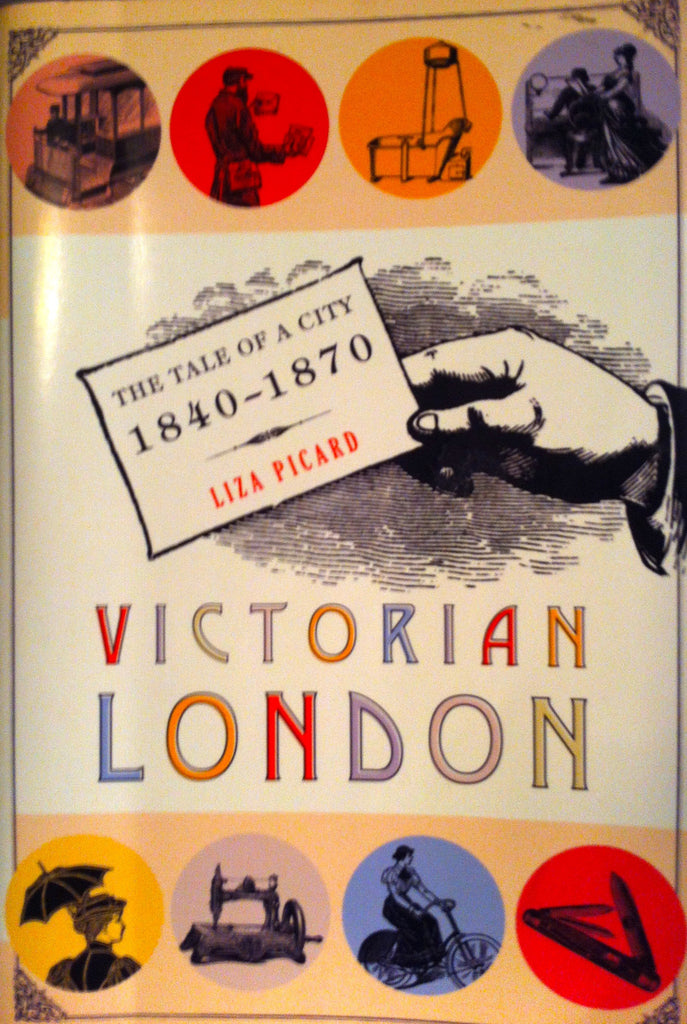 THE TALE OF A CITY
1840-1870
LIZA PICARD
VICTORIAN
LONDON